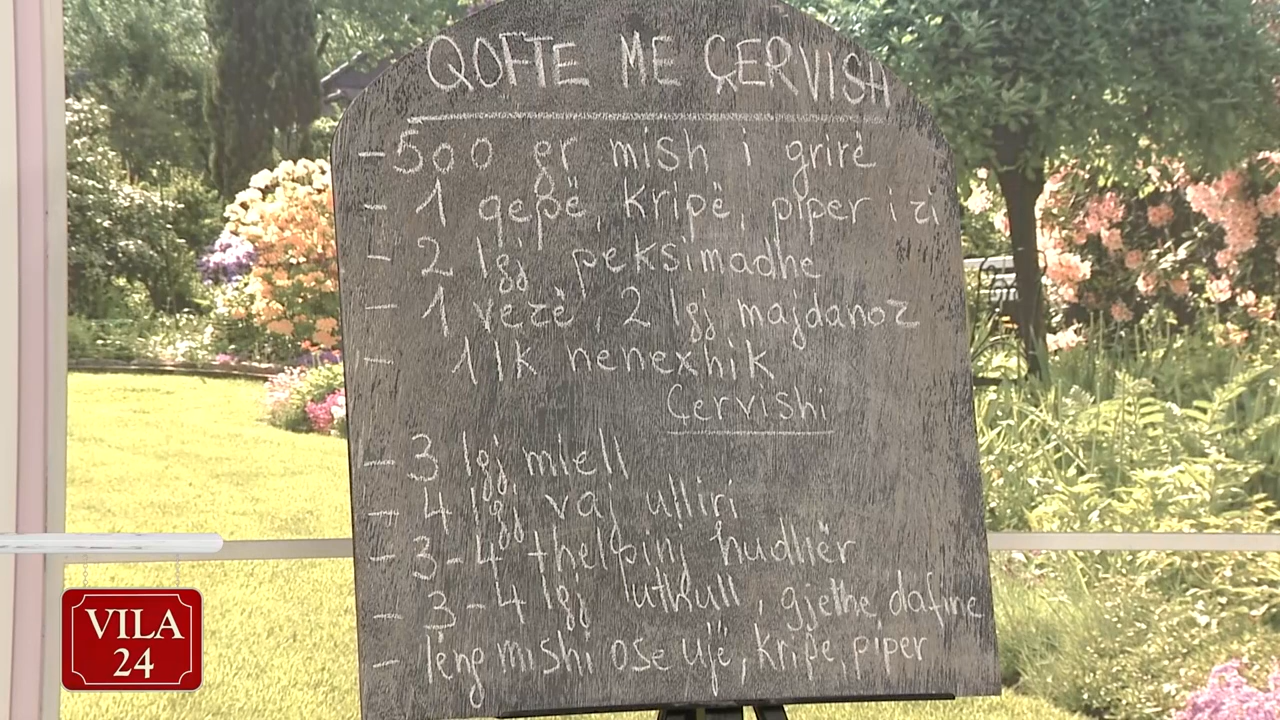 QOFTE ME ÇERVISH
- 500 gr mish i grirë
- 1 qepë, kripë, piper i zi
- 2 lgj peksimadhe
- 1 vezë, 2 lgj majdanoz
- 1 lk nenexhik
Çervishi
- 3 lgj miell
- 4 lgj vaj ulliri
- 3-4 thelpinj hudhër
- 3-4 lgj uthull, gjethe dafine
- lëng mishi ose ujë, kripe piper
VILA
24